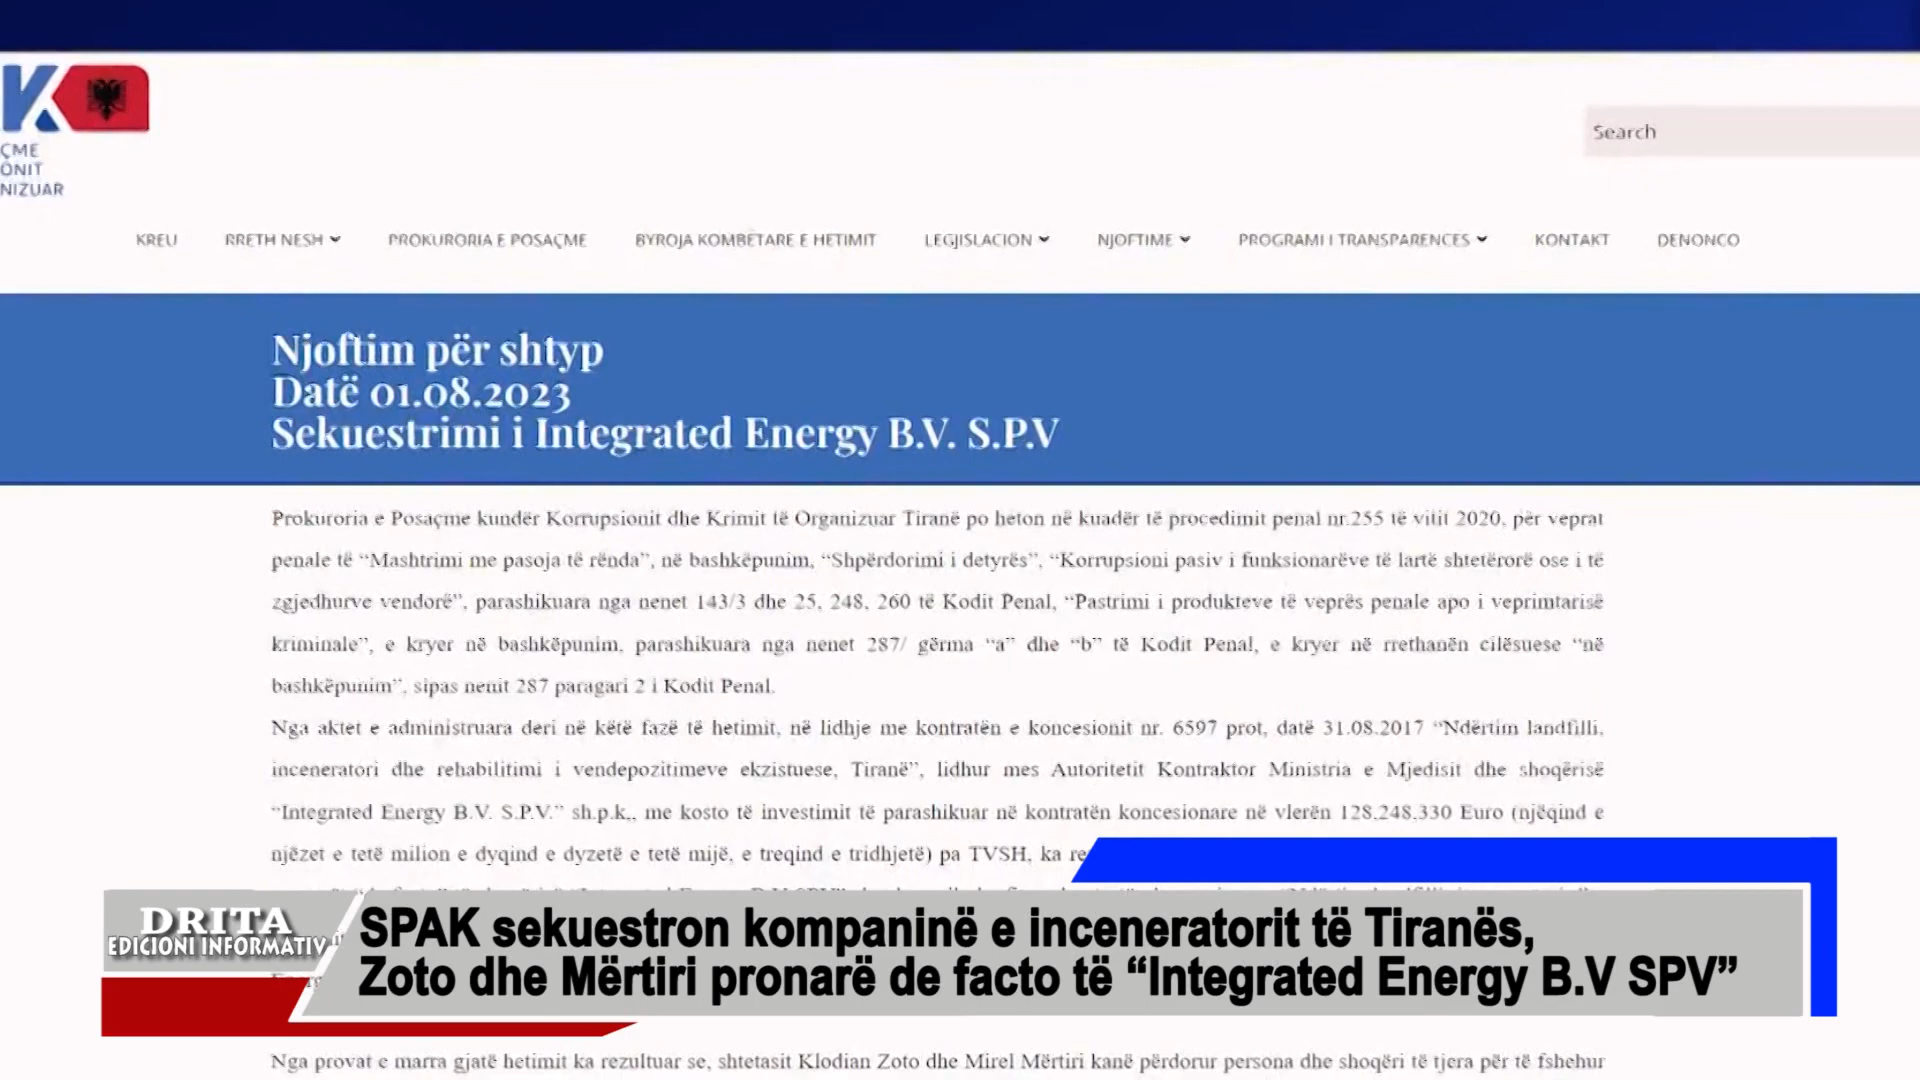 ÇME
ONIT
NIZUAR
Search
KREU RRETH NESH PROKURORIA E POSAÇME BYROJA KOMBËTARE E HETIMIT LEGJISLACION NJOFTIME PROGRAMI I TRANSPARENCES KONTAKT DENONCO
Njoftim për shtyp
Datë 01.08.2023
Sekuestrimi i Integrated Energy B.V. S.P.V
Prokuroria e Posaçme kundër Korrupsionit dhe Krimit të Organizuar Tiranë po heton në kuadër të procedimit penal nr.255 të vitit 2020, për veprat
penale të “Mashtrimi me pasoja të rënda”, në bashkëpunim, “Shpërdorimi i detyrës”, “Korrupsioni pasiv i funksionarëve të lartë shtetërorë ose i të
zgjedhurve vendorë”, parashikuara nga nenet 143/3 dhe 25, 248, 260 të Kodit Penal, “Pastrimi i produkteve të veprës penale apo i veprimtarisë
kriminale”, e kryer në bashkëpunim, parashikuara nga nenet 287/ gërma “a” dhe “b” të Kodit Penal, e kryer në rrethanën cilësuese “në
bashkëpunim”, sipas nenit 287 paragari 2 i Kodit Penal.
Nga aktet e administruara deri në këtë fazë të hetimit, në lidhje me kontratën e koncesionit nr. 6597 prot, datë 31.08.2017 “Ndërtim landfilli,
inceneratori dhe rehabilitimi i vendepozitimeve ekzistuese, Tiranë”, lidhur mes Autoritetit Kontraktor Ministria e Mjedisit dhe shoqërisë
“Integrated Energy B.V. S.P.V.” sh.p.k,, me kosto të investimit të parashikuar në kontratën koncesionare në vlerën 128,248,330 Euro (njëqind e
njëzet e tetë milion e dyqind e dyzetë e tetë mijë, e treqind e tridhjetë) pa TVSH, ka re
DRITA
EDICIONI INFORMATIV
SPAK sekuestron kompaninë e inceneratorit të Tiranës,
Zoto dhe Mërtiri pronarë de facto të “Integrated Energy B.V SPV”
Nga provat e marra gjatë hetimit ka rezultuar se, shtetasit Klodian Zoto dhe Mirel Mërtiri kanë përdorur persona dhe shoqëri të tjera për të fshehur